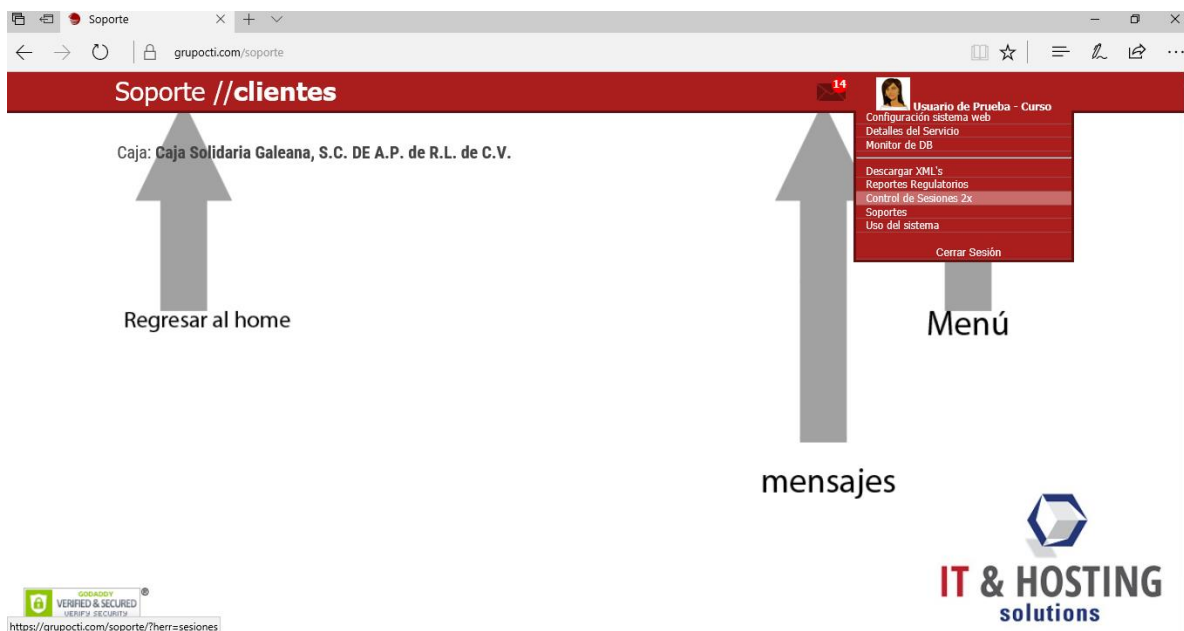 Soporte
grupocti.com/soporte
Soporte //clientes
14
Usuario de Prueba - Curso
Configuración sistema web
Detalles del Servicio
Monitor de DB
Descargar XML's
Reportes Regulatorios
Control de Sesiones 2x
Soportes
Uso del sistema
Cerrar Sesión
Caja: Caja Solidaria Galeana, S.C. DE A.P. de R.L. de C.V.
Regresar al home
Menú
mensajes
IT & HOSTING
solutions
GODADDY
VERIFIED & SECURED
VERIFY SECURITY
https://grupocti.com/soporte/?herr=sesiones